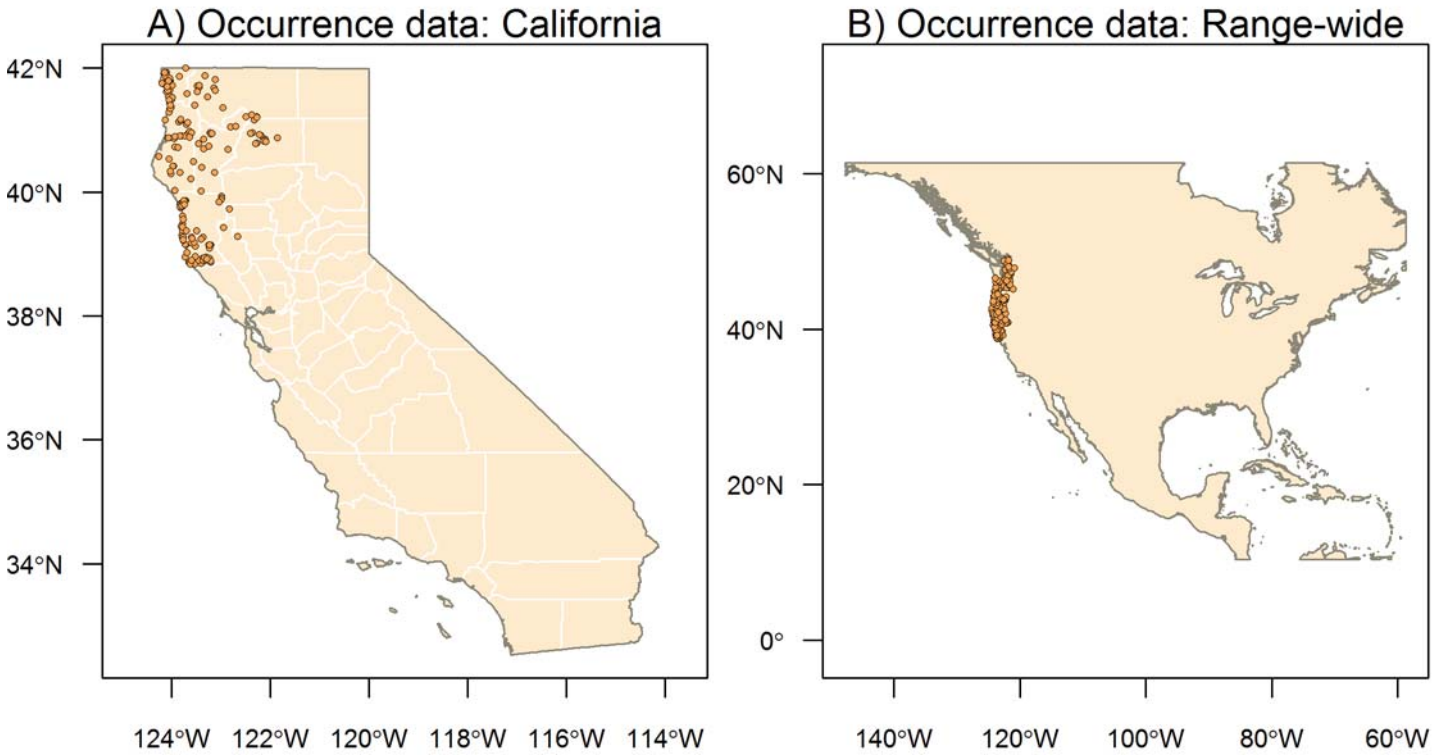 A) Occurrence data: California
42°N
40°N
38°N
36°N
34°N
124°W 122°W 120°W 118°W 116°W 114°W
B) Occurrence data: Range-wide
60°N
40°N
20°N
0°
140°W 120°W 100°W 80°W 60°W